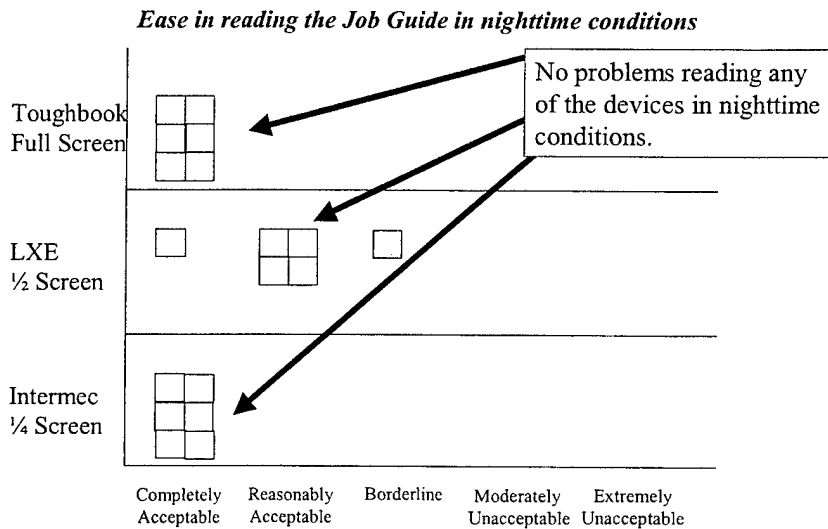 Ease in reading the Job Guide in nighttime conditions
No problems reading any
of the devices in nighttime
conditions.
Toughbook
Full Screen
LXE
½ Screen
Intermec
¼ Screen
Completely
Acceptable
Reasonably
Acceptable
Borderline
Moderately
Unacceptable
Extremely
Unacceptable